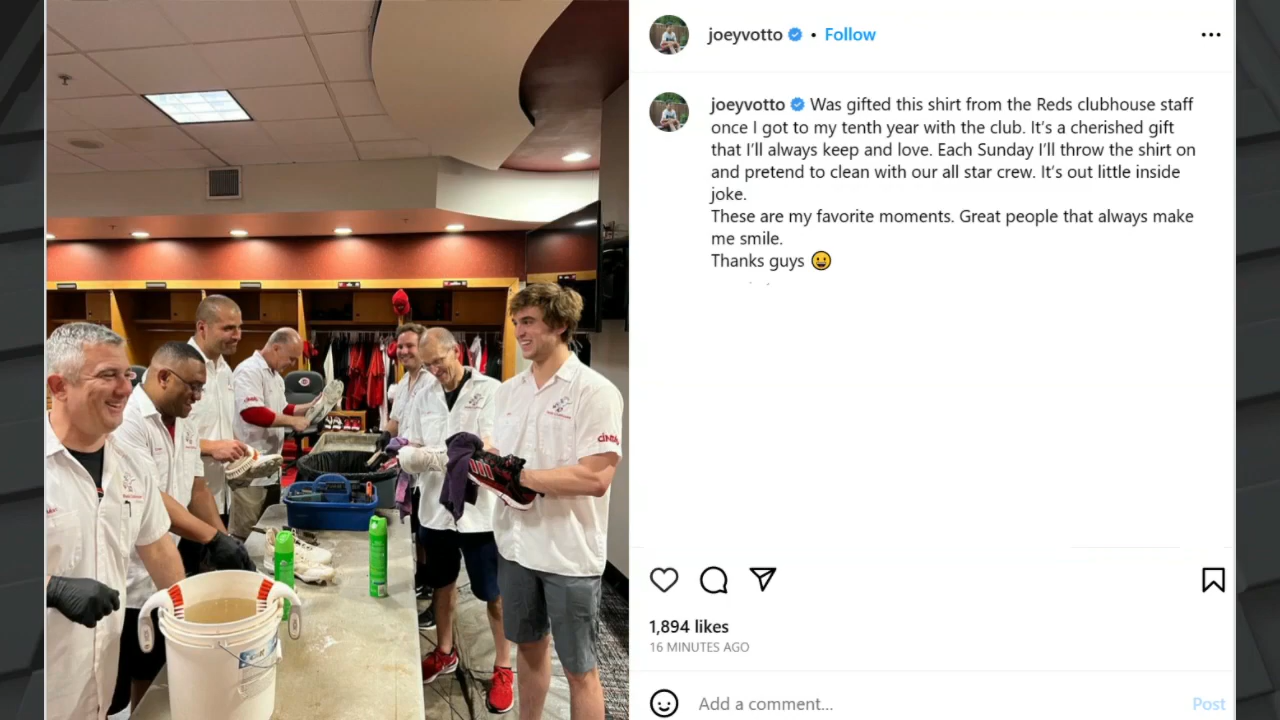 joeyvotto • Follow
joeyvotto Was gifted this shirt from the Reds clubhouse staff
once I got to my tenth year with the club. It's a cherished gift
that I'll always keep and love. Each Sunday I'll throw the shirt on
and pretend to clean with our all star crew. It's out little inside
joke.
These are my favorite moments. Great people that always make
me smile.
Thanks guys 😀
1,894 likes
16 MINUTES AGO
Add a comment...
Post